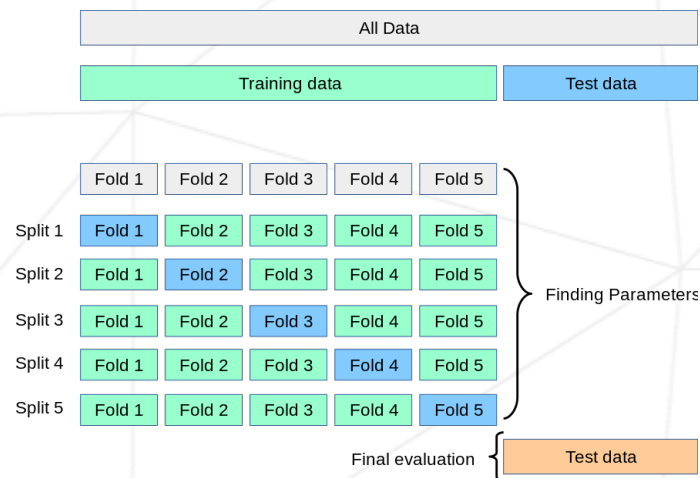 All Data
Training data Test data
Fold 1 Fold 2 Fold 3 Fold 4 Fold 5
Split 1 Fold 1 Fold 2 Fold 3 Fold 4 Fold 5
Split 2 Fold 1 Fold 2 Fold 3 Fold 4 Fold 5
Finding Parameters
Split 3 Fold 1 Fold 2 Fold 3 Fold 4 Fold 5
Split 4 Fold 1 Fold 2 Fold 3 Fold 4 Fold 5
Split 5 Fold 1 Fold 2 Fold 3 Fold 4 Fold 5
Final evaluation Test data